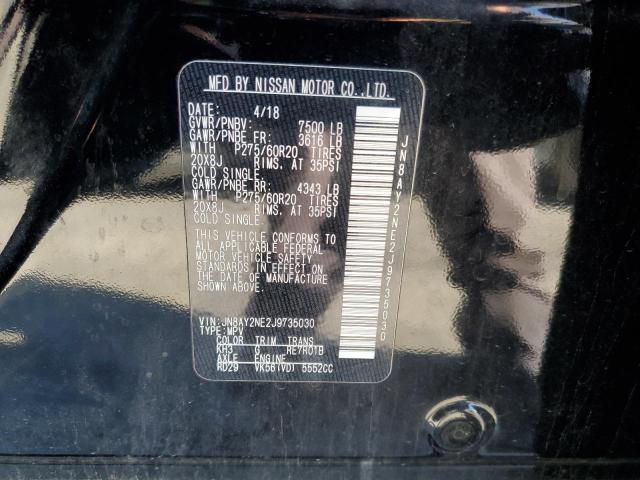 MFD BY NISSAN MOTOR CO.,LTD.
DATE: 4/18
GVWR/PNBV: 7500 LB
GAWR/PNBE FR: 3616 LB
WITH P275/60R20 TIRES
20X8J RIMS, AT 35PSI
COLD SINGLE.
GAWR/PNBE RR: 4343 LB
WITH P275/60R20 TIRES
20X8J RIMS, AT 35PSI
COLD SINGLE.
THIS VEHICLE CONFORMS TO
ALL APPLICABLE FEDERAL
MOTOR VEHICLE SAFETY
STANDARDS IN EFFECT ON
THE DATE OF MANUFACTURE
SHOWN ABOVE.
VIN: JN8AY2NE2J9735030
TYPE: MPV
COLOR TRIM TRANS
KH3 G RE7R01B
AXLE ENGINE
RD29 VK56(VD) 5552CC
JN8AY2NE2J9735030